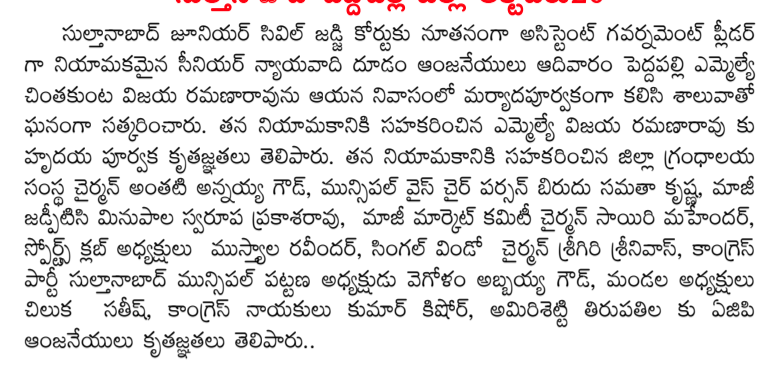 సుల్తానాబాద్ జూనియర్ సివిల్ జడ్జి కోర్టుకు నూతనంగా అసిస్టెంట్ గవర్నమెంట్ ప్లీడర్
గా నియామకమైన సీనియర్ న్యాయవాది దూడం ఆంజనేయులు ఆదివారం పెద్దపల్లి ఎమ్మెల్యే
చింతకుంట విజయ రమణారావును ఆయన నివాసంలో మర్యాదపూర్వకంగా కలిసి శాలువాతో
ఘనంగా సత్కరించారు. తన నియామకానికి సహకరించిన ఎమ్మెల్యే విజయ రమణారావు కు
హృదయ పూర్వక కృతజ్ఞతలు తెలిపారు. తన నియామకానికి సహకరించిన జిల్లా గ్రంధాలయ
సంస్థ చైర్మన్ అంతటి అన్నయ్య గౌడ్, మున్సిపల్ వైస్ చైర్ పర్సన్ బిరుదు సమతా కృష్ణ, మాజీ
జడ్పీటిసి మినుపాల స్వరూప ప్రకాశరావు, మాజీ మార్కెట్ కమిటీ చైర్మన్ సాయిరి మహేందర్,
స్పోర్ట్స్ క్లబ్ అధ్యక్షులు ముస్త్యాల రవీందర్, సింగల్ విండో చైర్మన్ శ్రీగిరి శ్రీనివాస్, కాంగ్రెస్
పార్టీ సుల్తానాబాద్ మున్సిపల్ పట్టణ అధ్యక్షుడు వెగోళం అబ్బయ్య గౌడ్, మండల అధ్యక్షులు
చిలుక సతీష్, కాంగ్రెస్ నాయకులు కుమార్ కిషోర్, అమిరిశెట్టి తిరుపతిల కు ఏజిపి
ఆంజనేయులు కృతజ్ఞతలు తెలిపారు..